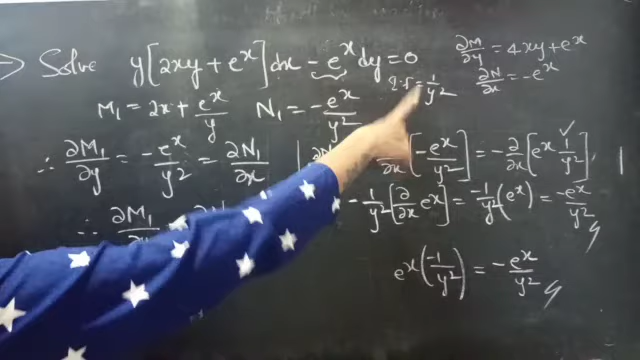 → Solve y[2xy + e^x]dx - e^x dy = 0
∂M/∂y = 4xy + e^x
∂N/∂x = -e^x
= 1/y²
M₁ = 2x + e^x/y N₁ = -e^x/y²
∴ ∂M₁/∂y = -e^x/y² = ∂N₁/∂x
[-e^x/y²] = -∂/∂x[e^x 1/y²]
∴ ∂M₁
-1/y²[∂/∂x e^x] = -1/y²(e^x) = -e^x/y²
e^x(-1/y²) = -e^x/y²